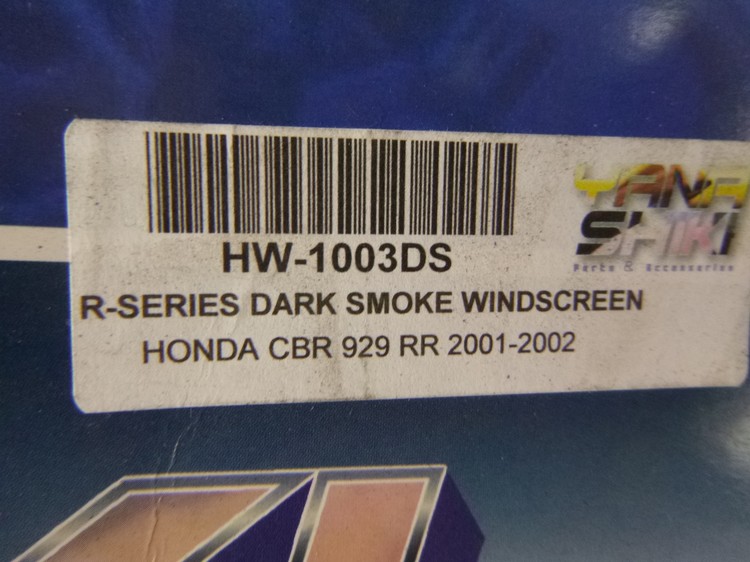 YANA
SHIKI
Parts & Accessories
HW-1003DS
R-SERIES DARK SMOKE WINDSCREEN
HONDA CBR 929 RR 2001-2002